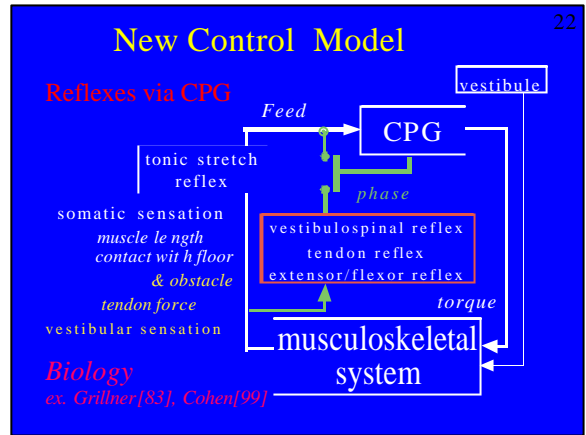 22
New Control Model
vestibule
Reflexes via CPG
Feed
CPG
tonic stretch
reflex
phase
somatic sensation
muscle le ngth
contact wit h floor
& obstacle
tendon force
vestibular sensation
vestibulospinal reflex
tendon reflex
extensor/flexor reflex
torque
musculoskeletal
system
Biology
ex. Grillner[83], Cohen[99]